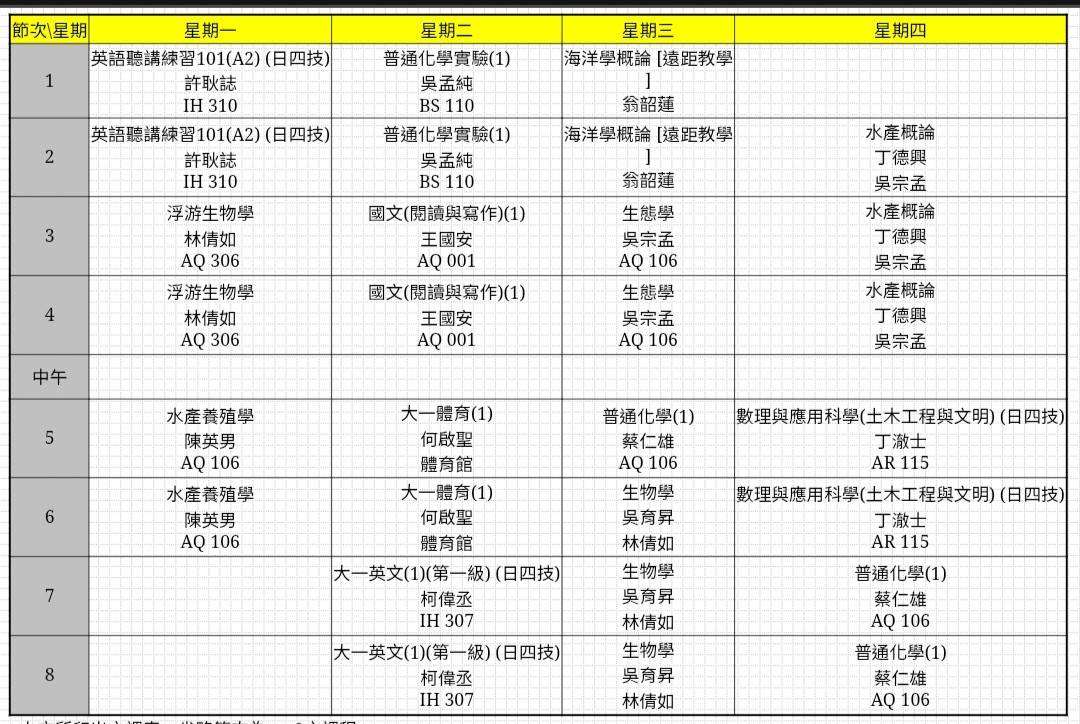 節次\星期 星期一 星期二 星期三 星期四
1
英語聽講練習101(A2) (日四技)
許耿誌
IH 310
普通化學實驗(1)
吳孟純
BS 110
海洋學概論 [遠距教學
]
翁韶蓮
2
英語聽講練習101(A2) (日四技)
許耿誌
IH 310
普通化學實驗(1)
吳孟純
BS 110
海洋學概論 [遠距教學
]
翁韶蓮
水產概論
丁德興
吳宗孟
3
浮游生物學
林倩如
AQ 306
國文(閱讀與寫作)(1)
王國安
AQ 001
生態學
吳宗孟
AQ 106
水產概論
丁德興
吳宗孟
4
浮游生物學
林倩如
AQ 306
國文(閱讀與寫作)(1)
王國安
AQ 001
生態學
吳宗孟
AQ 106
水產概論
丁德興
吳宗孟
中午
5
水產養殖學
陳英男
AQ 106
大一體育(1)
何啟聖
體育館
普通化學(1)
蔡仁雄
AQ 106
數理與應用科學(土木工程與文明) (日四技)
丁澈士
AR 115
6
水產養殖學
陳英男
AQ 106
大一體育(1)
何啟聖
體育館
生物學
吳育昇
林倩如
數理與應用科學(土木工程與文明) (日四技)
丁澈士
AR 115
7
大一英文(1)(第一級) (日四技)
柯偉丞
IH 307
生物學
吳育昇
林倩如
普通化學(1)
蔡仁雄
AQ 106
8
大一英文(1)(第一級) (日四技)
柯偉丞
IH 307
生物學
吳育昇
林倩如
普通化學(1)
蔡仁雄
AQ 106